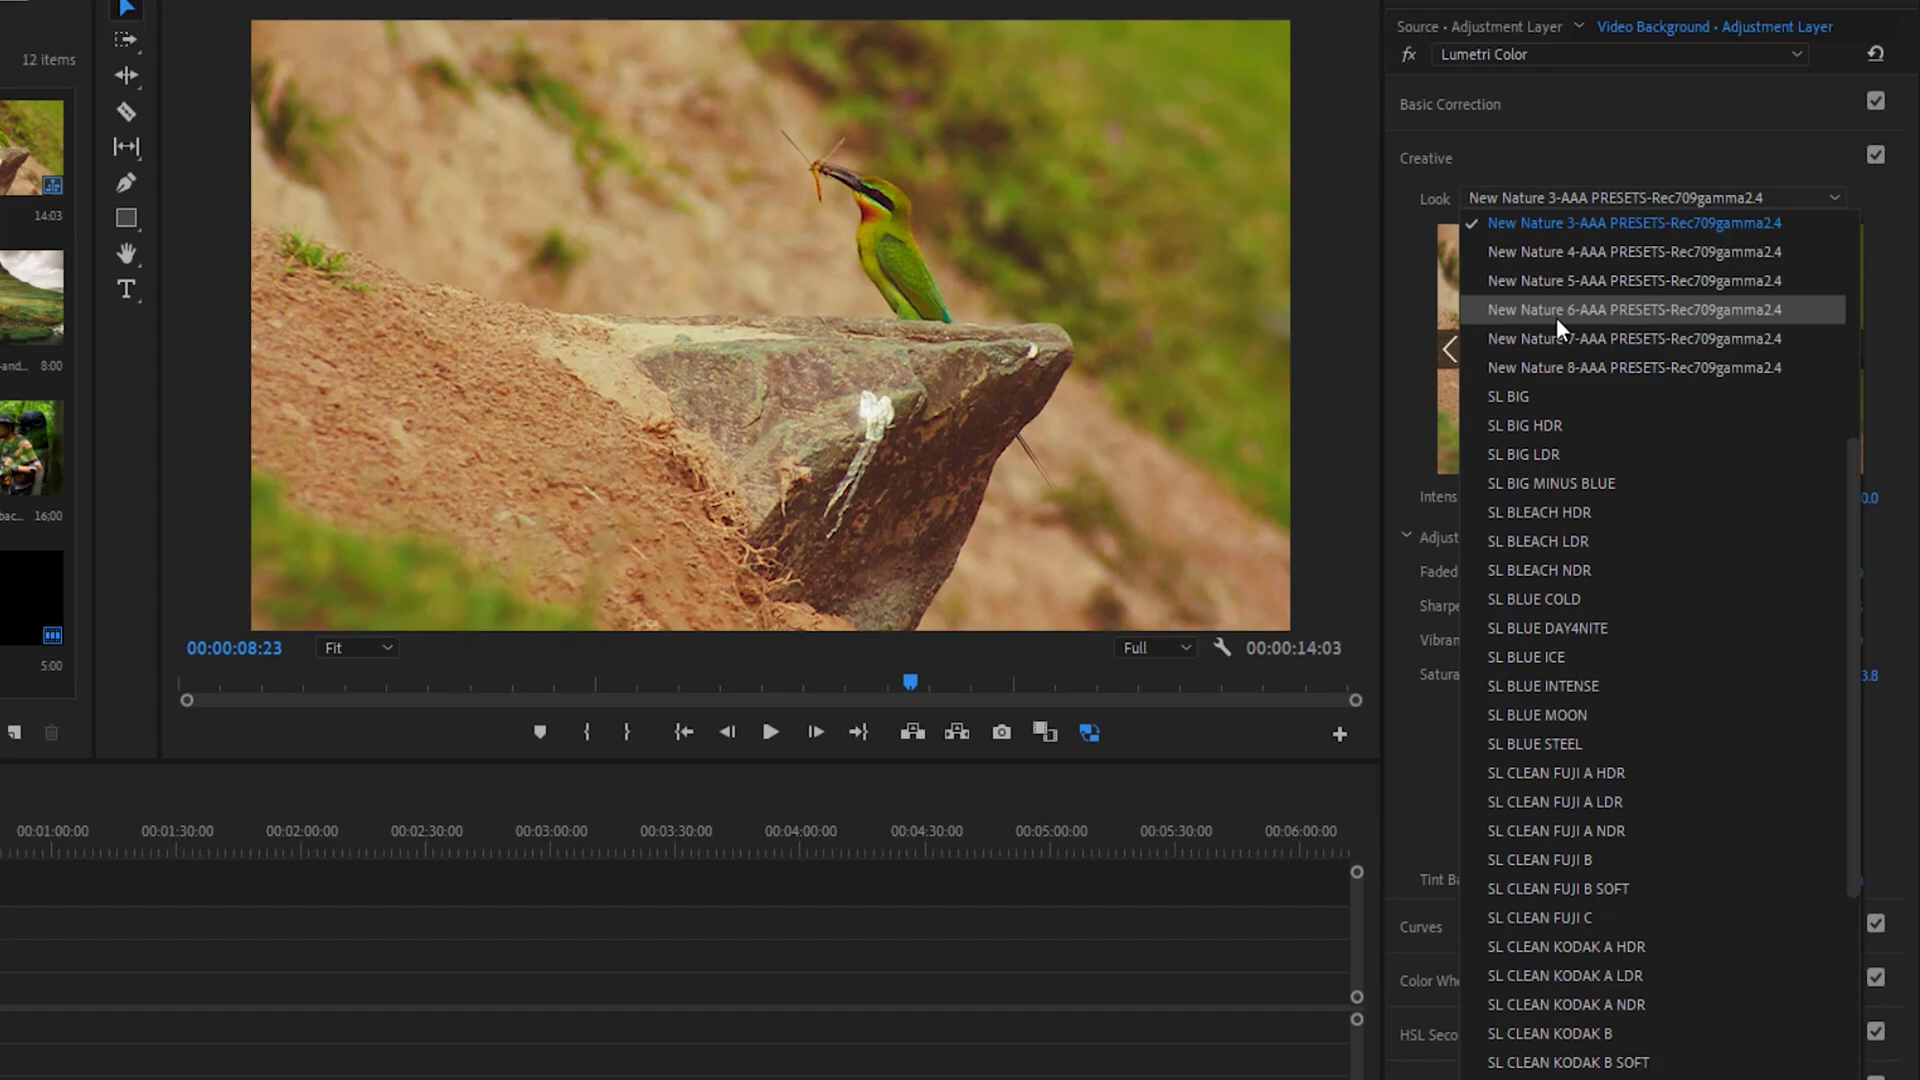 12 items
14:03
-and... 8:00
bac... 16;00
5:00
T
00:00:08:23
Fit
Full
00:00:14:03
00:01:00:00
00:01:30:00
00:02:00:00
00:02:30:00
00:03:00:00
00:03:30:00
00:04:00:00
00:04:30:00
00:05:00:00
00:05:30:00
00:06:00:00
Source • Adjustment Layer
Video Background • Adjustment Layer
fx Lumetri Color
Basic Correction
Creative
Look New Nature 3-AAA PRESETS-Rec709gamma2.4
New Nature 3-AAA PRESETS-Rec709gamma2.4
New Nature 4-AAA PRESETS-Rec709gamma2.4
New Nature 5-AAA PRESETS-Rec709gamma2.4
New Nature 6-AAA PRESETS-Rec709gamma2.4
New Nature 7-AAA PRESETS-Rec709gamma2.4
New Nature 8-AAA PRESETS-Rec709gamma2.4
SL BIG
SL BIG HDR
SL BIG LDR
SL BIG MINUS BLUE
SL BLEACH HDR
SL BLEACH LDR
SL BLEACH NDR
SL BLUE COLD
SL BLUE DAY4NITE
SL BLUE ICE
SL BLUE INTENSE
SL BLUE MOON
SL BLUE STEEL
SL CLEAN FUJI A HDR
SL CLEAN FUJI A LDR
SL CLEAN FUJI A NDR
SL CLEAN FUJI B
SL CLEAN FUJI B SOFT
SL CLEAN FUJI C
SL CLEAN KODAK A HDR
SL CLEAN KODAK A LDR
SL CLEAN KODAK A NDR
SL CLEAN KODAK B
SL CLEAN KODAK B SOFT
Intens
0.0
Adjust
Faded
Sharpe
Vibran
Satura
3.8
Tint Ba
Curves
Color Whe
HSL Seco